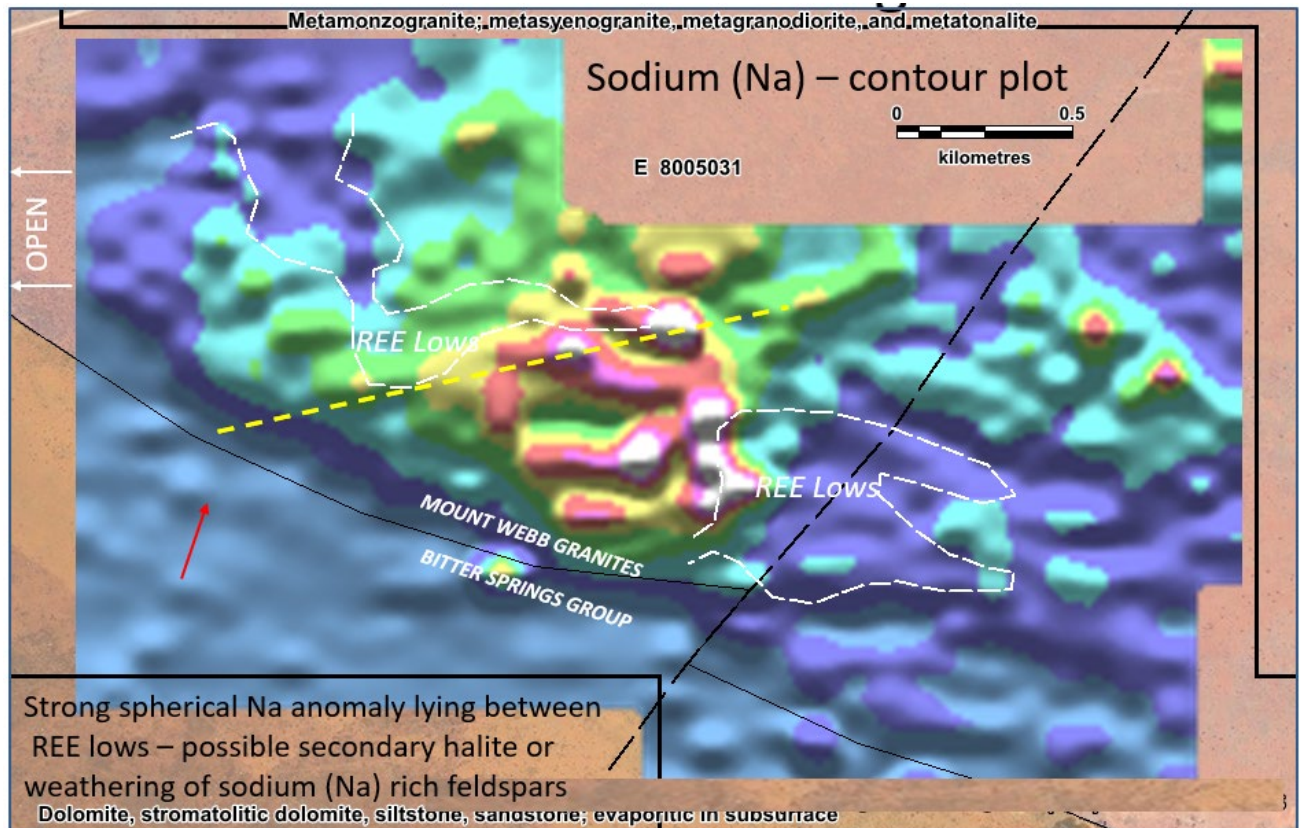 Metamonzogranite; metasyenogranite, metagranodiorite, and metatonalite
Sodium (Na) – contour plot
0 0.5
kilometres
E 8005031
OPEN
REE Lows
REE Lows
MOUNT WEBB GRANITES
BITTER SPRINGS GROUP
Strong spherical Na anomaly lying between
REE lows – possible secondary halite or
weathering of sodium (Na) rich feldspars
Dolomite, stromatolitic dolomite, siltstone, sandstone; evaporitic in subsurface